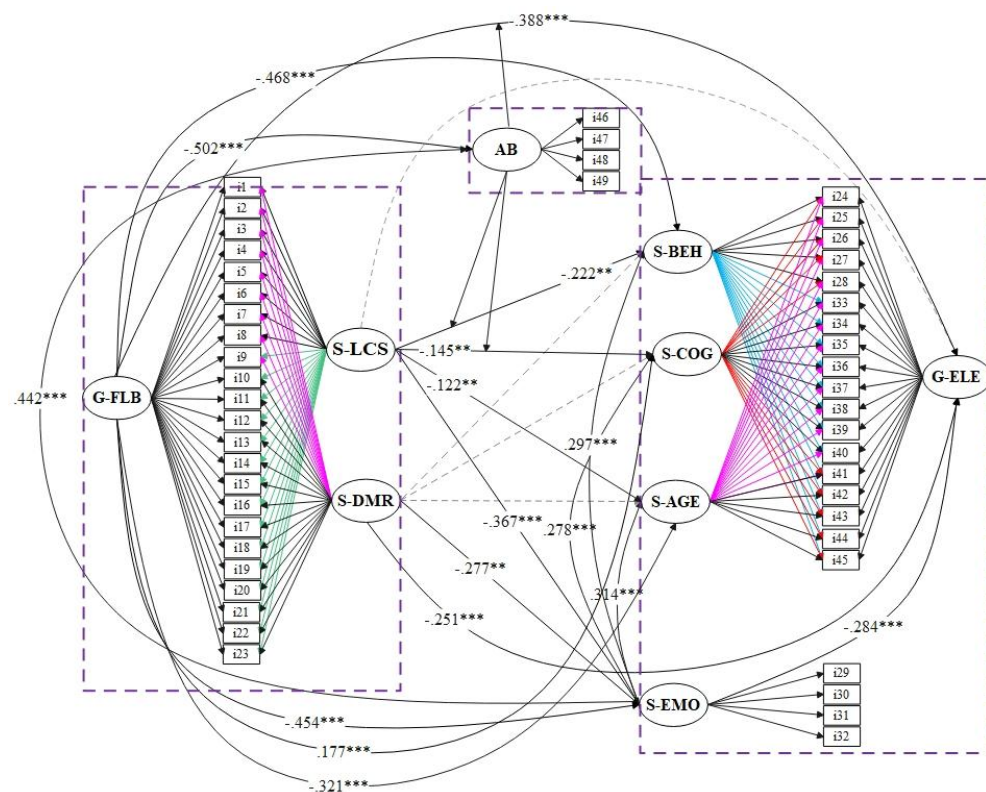 -.388***
-.468***
i46
AB
i47
-.502***
i48
i49
i1
i2
i3
i4
i5
i6
i7
i8
i9
i10
i11
i12
i13
i14
i15
i16
i17
i18
i19
i20
i21
i22
i23
G-FLB
S-LCS
S-DMR
.442***
-.222**
-.145**
-.122**
.297***
-.367***
.278***
-.277**
.314***
-.251***
-.284***
-.454***
.177***
-.321***
S-BEH
S-COG
S-AGE
S-EMO
i24
i25
i26
i27
i28
i33
i34
i35
i36
i37
i38
i39
i40
i41
i42
i43
i44
i45
G-ELE
i29
i30
i31
i32